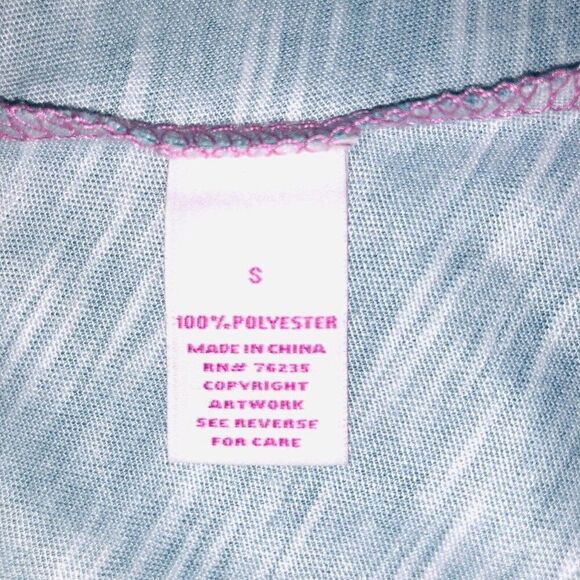 S
100% POLYESTER
MADE IN CHINA
RN# 76235
COPYRIGHT
ARTWORK
SEE REVERSE
FOR CARE